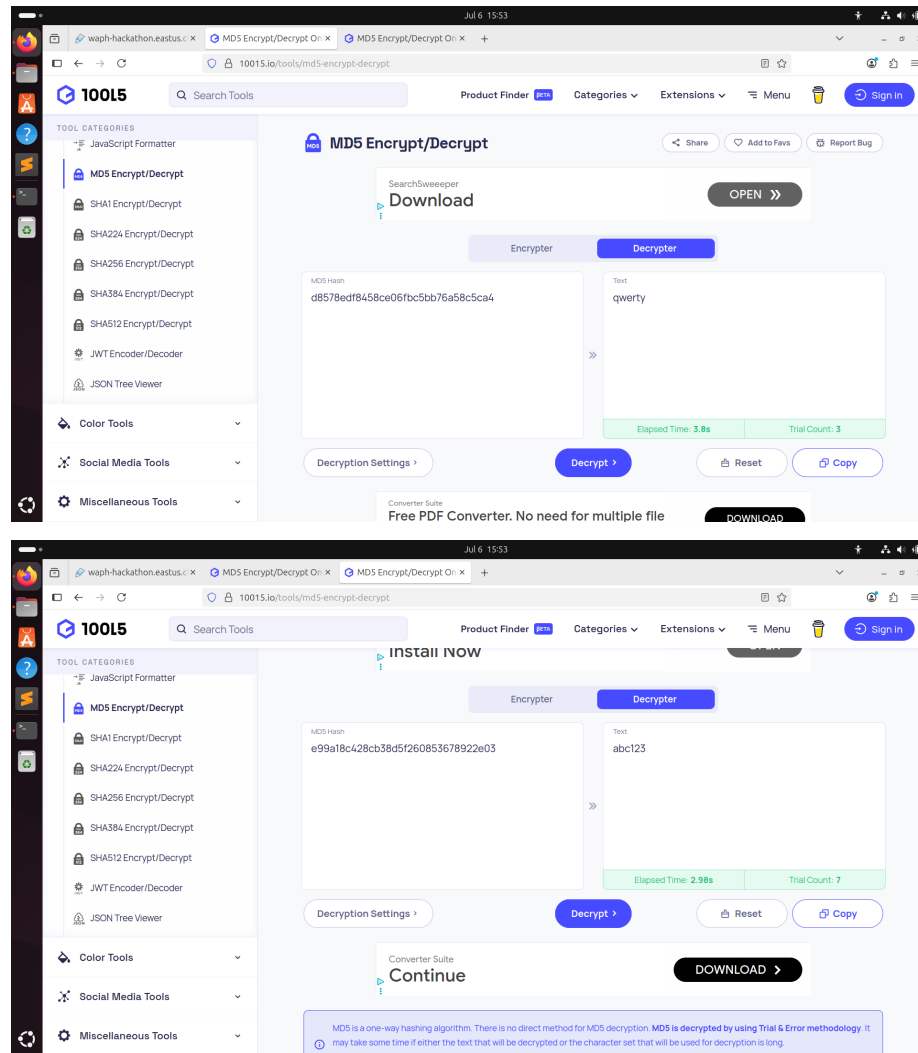 Jul 6 15:53
waph-hackathon.eastus.c
MD5 Encrypt/Decrypt On
MD5 Encrypt/Decrypt On
10015.io/tools/md5-encrypt-decrypt
10015
Search Tools
Product Finder BETA
Categories
Extensions
Menu
Sign in
TOOL CATEGORIES
JavaScript Formatter
MD5 Encrypt/Decrypt
SHA1 Encrypt/Decrypt
SHA224 Encrypt/Decrypt
SHA256 Encrypt/Decrypt
SHA384 Encrypt/Decrypt
SHA512 Encrypt/Decrypt
JWT Encoder/Decoder
JSON Tree Viewer
Color Tools
Social Media Tools
Miscellaneous Tools
MD5 MD5 Encrypt/Decrypt
Share
Add to Favs
Report Bug
SearchSweeeper
Download
OPEN
Encrypter
Decrypter
MD5 Hash
d8578edf8458ce06fbc5bb76a58c5ca4
Text
qwerty
Elapsed Time: 3.8s
Trial Count: 3
Decryption Settings
Decrypt
Reset
Copy
Converter Suite
Free PDF Converter. No need for multiple file
DOWNLOAD
Jul 6 15:53
waph-hackathon.eastus.c
MD5 Encrypt/Decrypt On
MD5 Encrypt/Decrypt On
10015.io/tools/md5-encrypt-decrypt
10015
Search Tools
Product Finder BETA
Categories
Extensions
Menu
Sign in
TOOL CATEGORIES
JavaScript Formatter
MD5 Encrypt/Decrypt
SHA1 Encrypt/Decrypt
SHA224 Encrypt/Decrypt
SHA256 Encrypt/Decrypt
SHA384 Encrypt/Decrypt
SHA512 Encrypt/Decrypt
JWT Encoder/Decoder
JSON Tree Viewer
Color Tools
Social Media Tools
Miscellaneous Tools
Install Now
Encrypter
Decrypter
MD5 Hash
e99a18c428cb38d5f260853678922e03
Text
abc123
Elapsed Time: 2.98s
Trial Count: 7
Decryption Settings
Decrypt
Reset
Copy
Converter Suite
Continue
DOWNLOAD
MD5 is a one-way hashing algorithm. There is no direct method for MD5 decryption. MD5 is decrypted by using Trial & Error methodology. It
may take some time if either the text that will be decrypted or the character set that will be used for decryption is long.